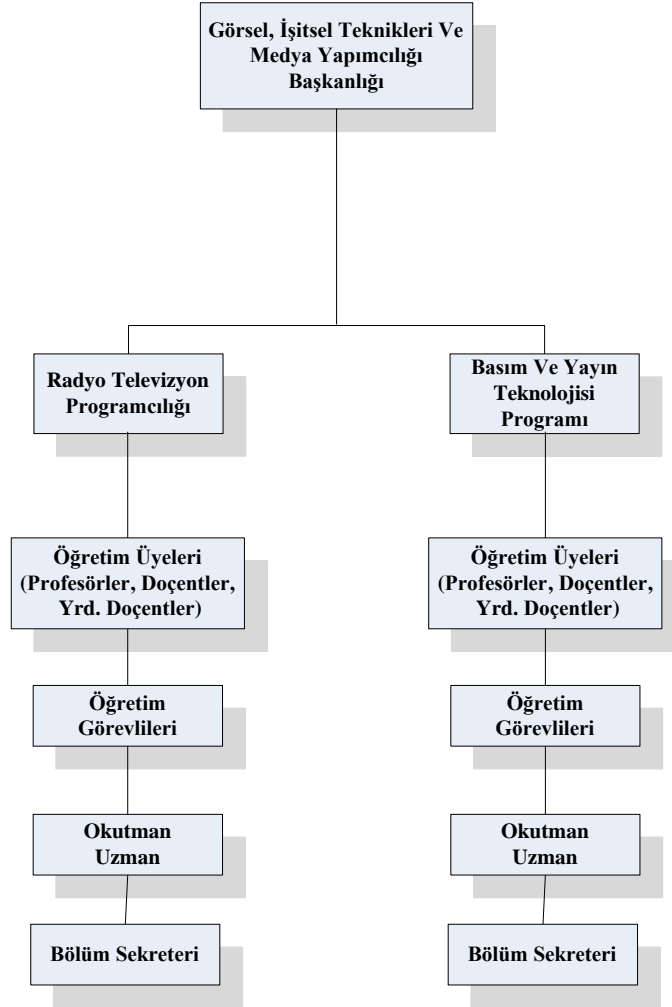 Görsel, İşitsel Teknikleri Ve
Medya Yapımcılığı
Başkanlığı
Radyo Televizyon
Programcılığı
Basım Ve Yayın
Teknolojisi
Programı
Öğretim Üyeleri
(Profesörler, Doçentler,
Yrd. Doçentler)
Öğretim Üyeleri
(Profesörler, Doçentler,
Yrd. Doçentler)
Öğretim
Görevlileri
Öğretim
Görevlileri
Okutman
Uzman
Okutman
Uzman
Bölüm Sekreteri
Bölüm Sekreteri